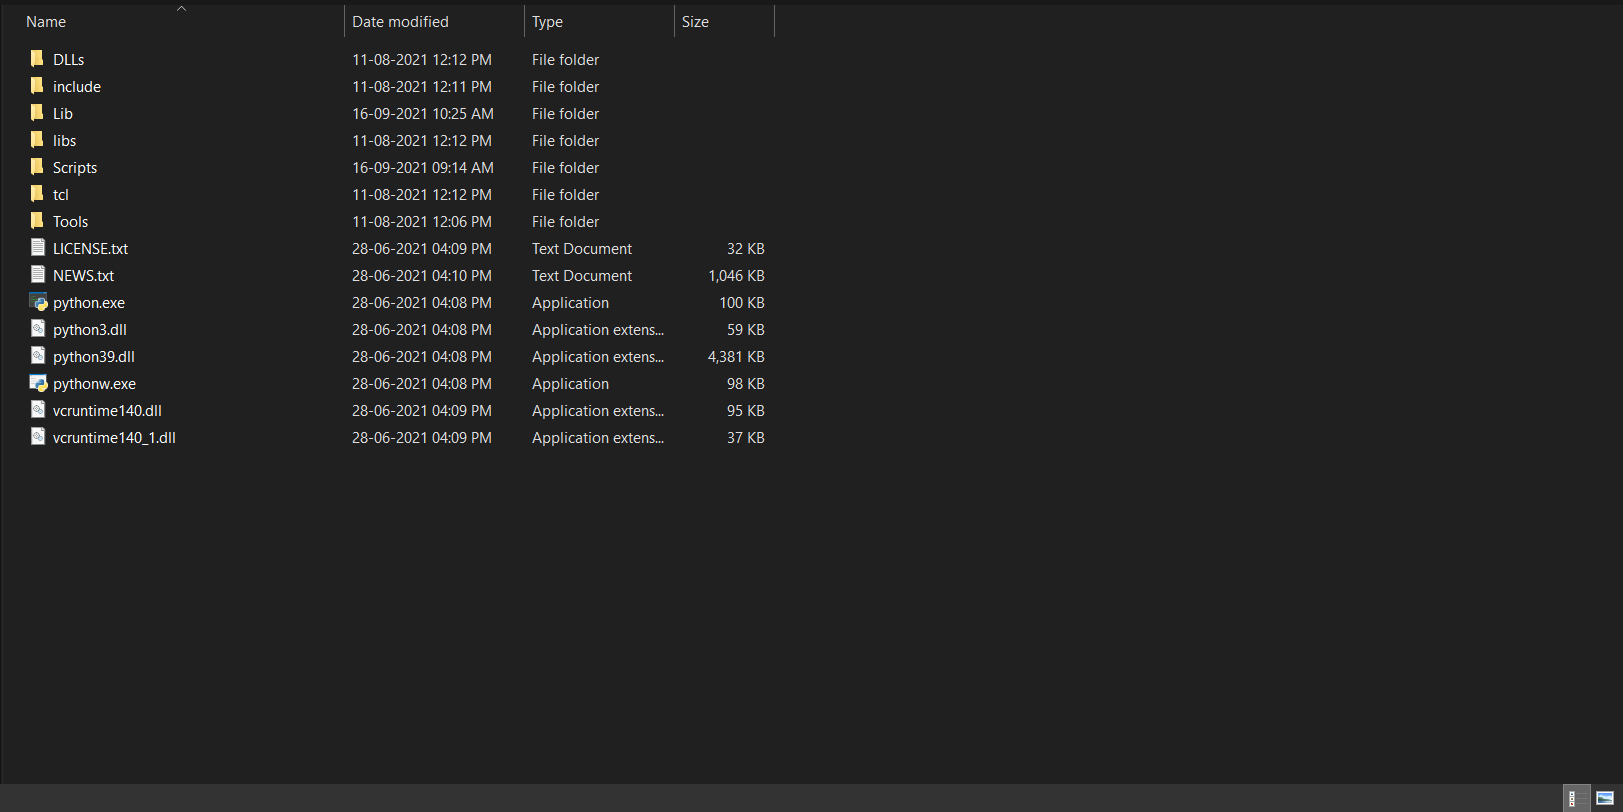 Name Date modified Type Size
DLLs 11-08-2021 12:12 PM File folder
include 11-08-2021 12:11 PM File folder
Lib 16-09-2021 10:25 AM File folder
libs 11-08-2021 12:12 PM File folder
Scripts 16-09-2021 09:14 AM File folder
tcl 11-08-2021 12:12 PM File folder
Tools 11-08-2021 12:06 PM File folder
LICENSE.txt 28-06-2021 04:09 PM Text Document 32 KB
NEWS.txt 28-06-2021 04:10 PM Text Document 1,046 KB
python.exe 28-06-2021 04:08 PM Application 100 KB
python3.dll 28-06-2021 04:08 PM Application extens... 59 KB
python39.dll 28-06-2021 04:08 PM Application extens... 4,381 KB
pythonw.exe 28-06-2021 04:08 PM Application 98 KB
vcruntime140.dll 28-06-2021 04:09 PM Application extens... 95 KB
vcruntime140_1.dll 28-06-2021 04:09 PM Application extens... 37 KB